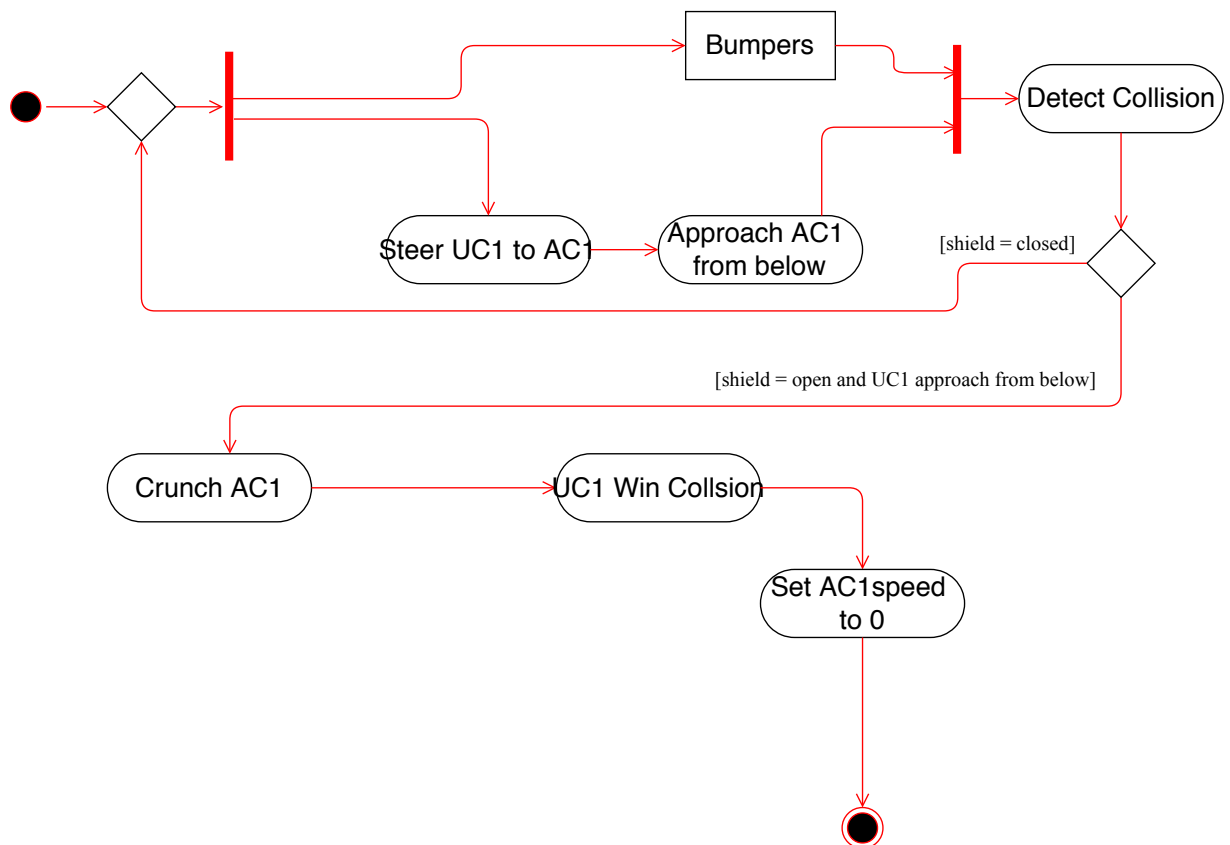 Bumpers
Detect Collision
Steer UC1 to AC1
Approach AC1
from below
[shield = closed]
[shield = open and UC1 approach from below]
Crunch AC1
UC1 Win Collsion
Set AC1speed
to 0